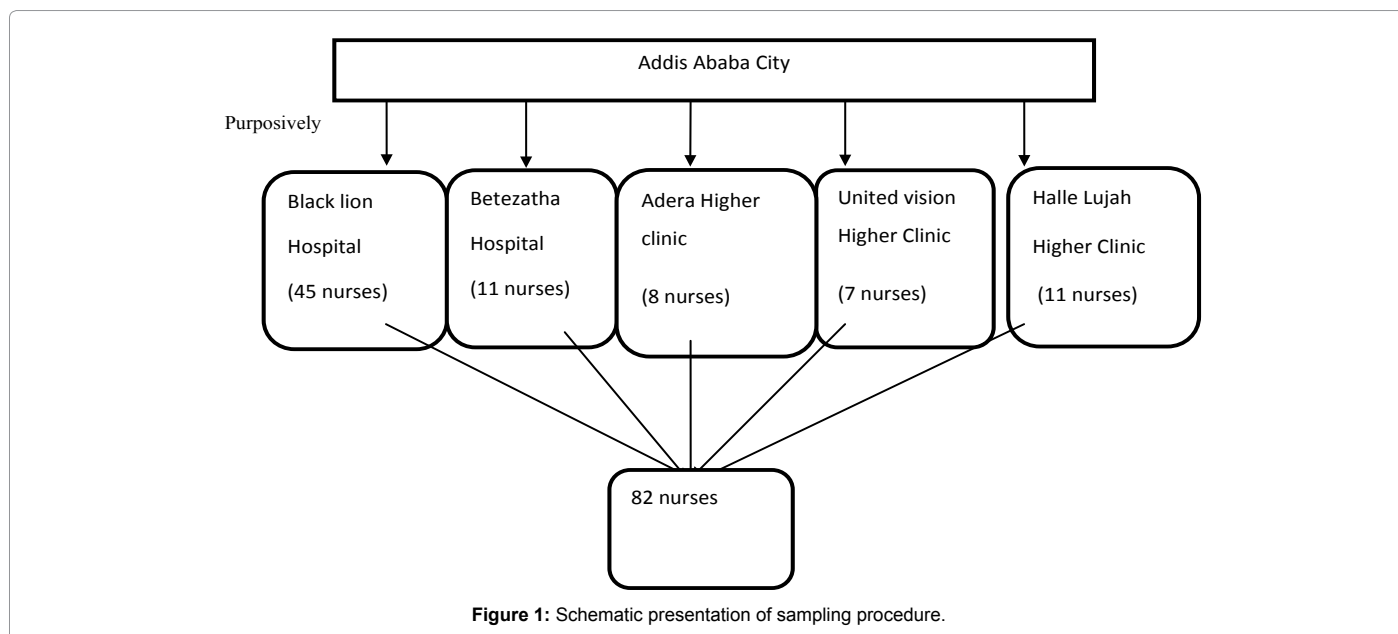 Addis Ababa City
Purposively
Black lion
Hospital
(45 nurses)
Betezatha
Hospital
(11 nurses)
Adera Higher
clinic
(8 nurses)
United vision
Higher Clinic
(7 nurses)
Halle Lujah
Higher Clinic
(11 nurses)
82 nurses
Figure 1: Schematic presentation of sampling procedure.